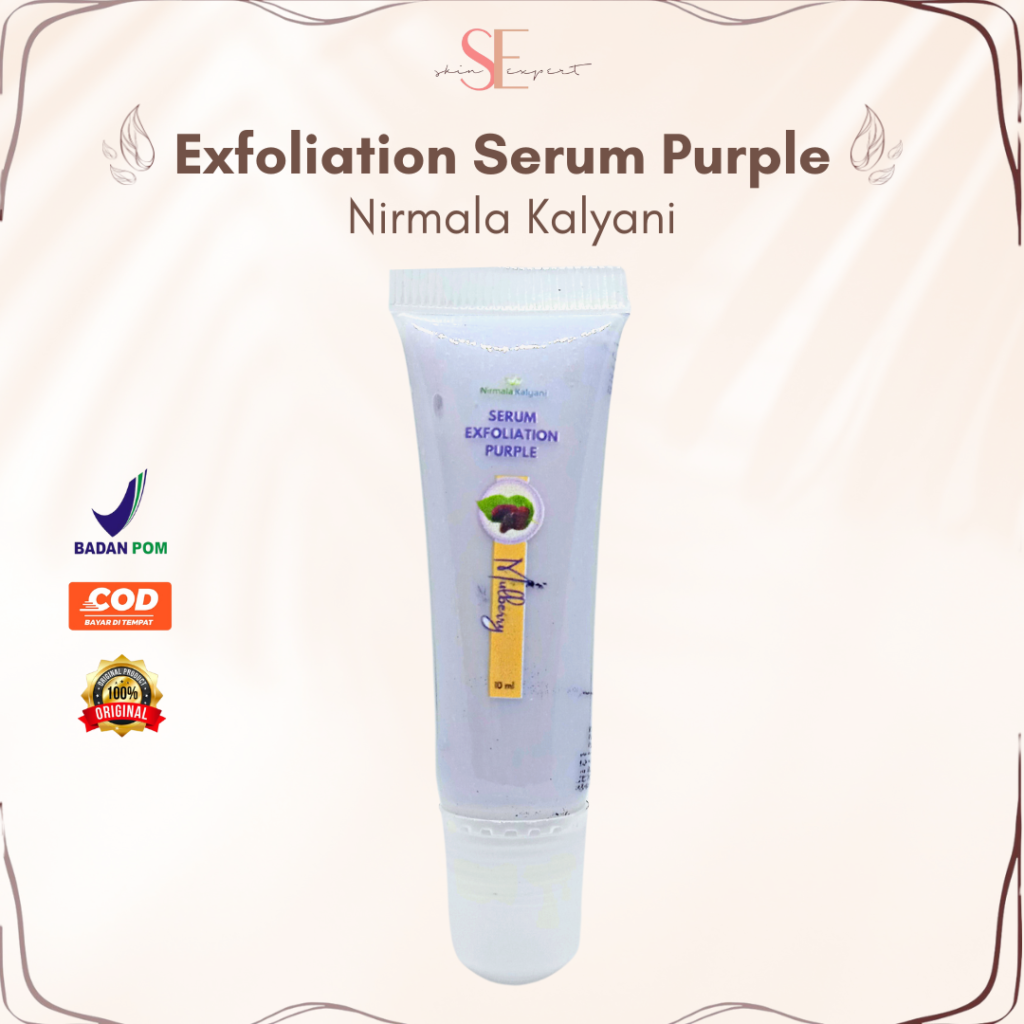 SE
skin expert
Exfoliation Serum Purple
Nirmala Kalyani
Nirmala Kalyani
SERUM
EXFOLIATION
PURPLE
Mulberry
10 ml
BADAN POM
COD
BAYAR DI TEMPAT
ORIGINAL PRODUCT
100%
ORIGINAL